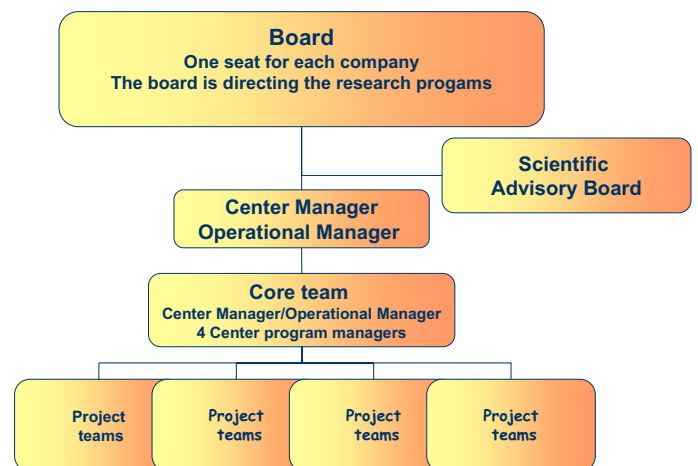 Board
One seat for each company
The board is directing the research progams
Scientific
Advisory Board
Center Manager
Operational Manager
Core team
Center Manager/Operational Manager
4 Center program managers
Project
teams
Project
teams
Project
teams
Project
teams